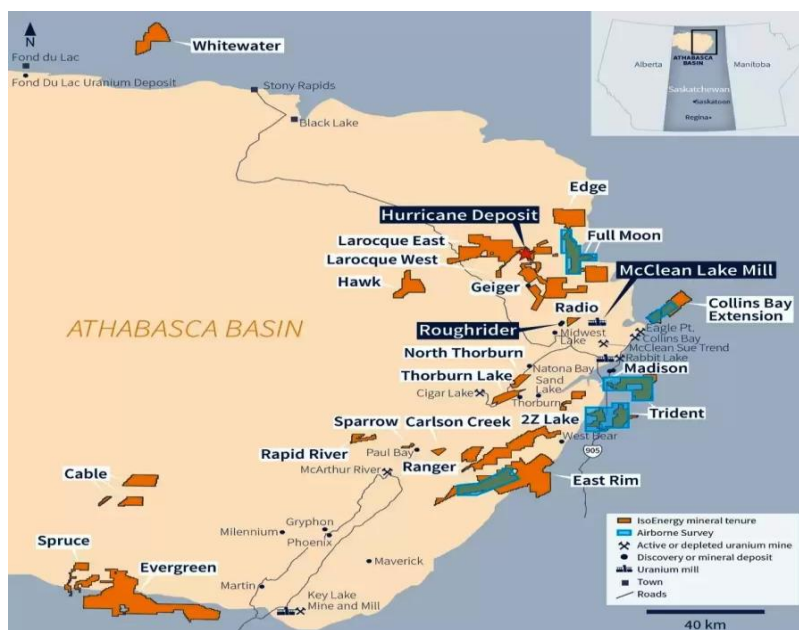 N
Whitewater
Fond du Lac
Fond Du Lac Uranium Deposit
Stony Rapids
Black Lake
Alberta
ATHABASCA
BASIN
Manitoba
Saskatchewan
Saskatoon
Regina
Edge
Hurricane Deposit
Full Moon
Larocque East
Larocque West
McClean Lake Mill
Hawk
Geiger
Collins Bay
Extension
Radio
ATHABASCA BASIN
Roughrider
Midwest
Lake
Eagle Pt.
Collins Bay
McClean Sue Trend
Rabbit Lake
North Thorburn
Natona Bay
Madison
Thorburn Lake
Sand
Lake
Cigar Lake
Thorburn
Trident
Sparrow
Carlson Creek
2Z Lake
West Bear
Rapid River
Paul Bay
Ranger
McArthur River
905
East Rim
Cable
Gryphon
Millennium
Phoenix
Spruce
Evergreen
Maverick
Martin
Key Lake
Mine and Mill
IsoEnergy mineral tenure
Airborne Survey
Active or depleted uranium mine
Discovery or mineral deposit
Uranium mill
Town
Roads
40 km